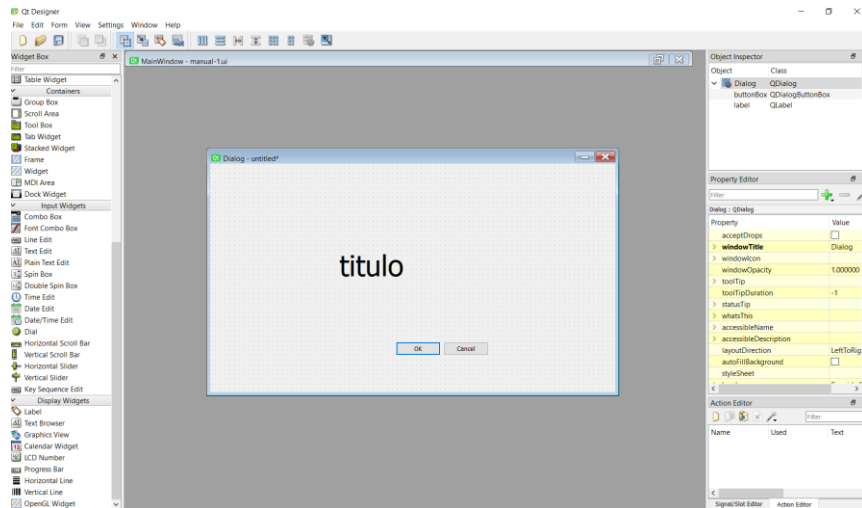 Qt Designer
File Edit Form View Settings Window Help
Widget Box
Filter
Table Widget
Containers
Group Box
Scroll Area
Tool Box
Tab Widget
Stacked Widget
Frame
Widget
MDI Area
Dock Widget
Input Widgets
Combo Box
Font Combo Box
Line Edit
Text Edit
Plain Text Edit
Spin Box
Double Spin Box
Time Edit
Date Edit
Date/Time Edit
Dial
Horizontal Scroll Bar
Vertical Scroll Bar
Horizontal Slider
Vertical Slider
Key Sequence Edit
Display Widgets
Label
Text Browser
Graphics View
Calendar Widget
LCD Number
Progress Bar
Horizontal Line
Vertical Line
OpenGL Widget
MainWindow - manual-1.ui
Dialog - untitled*
titulo
OK Cancel
Object Inspector
Object Class
Dialog QDialog
buttonBox QDialogButtonBox
label QLabel
Property Editor
Filter
Dialog : QDialog
Property Value
acceptDrops
windowTitle Dialog
windowIcon
windowOpacity 1.000000
toolTip
toolTipDuration -1
statusTip
whatsThis
accessibleName
accessibleDescription
layoutDirection LeftToRig
autoFillBackground
styleSheet
Action Editor
Filter
Name Used Text
Signal/Slot Editor Action Editor